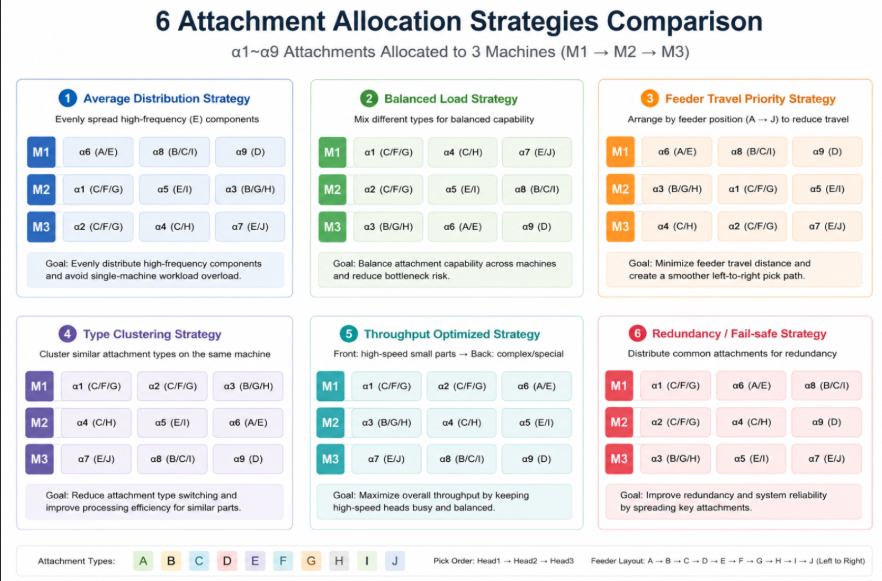 6 Attachment Allocation Strategies Comparison
α1~α9 Attachments Allocated to 3 Machines (M1 → M2 → M3)
1 Average Distribution Strategy
Evenly spread high-frequency (E) components
M1 α6 (A/E) α8 (B/C/I) α9 (D)
M2 α1 (C/F/G) α5 (E/I) α3 (B/G/H)
M3 α2 (C/F/G) α4 (C/H) α7 (E/J)
Goal: Evenly distribute high-frequency components
and avoid single-machine workload overload.
2 Balanced Load Strategy
Mix different types for balanced capability
M1 α1 (C/F/G) α4 (C/H) α7 (E/J)
M2 α2 (C/F/G) α5 (E/I) α8 (B/C/I)
M3 α3 (B/G/H) α6 (A/E) α9 (D)
Goal: Balance attachment capability across machines
and reduce bottleneck risk.
3 Feeder Travel Priority Strategy
Arrange by feeder position (A → J) to reduce travel
M1 α6 (A/E) α8 (B/C/I) α9 (D)
M2 α3 (B/G/H) α1 (C/F/G) α5 (E/I)
M3 α4 (C/H) α2 (C/F/G) α7 (E/J)
Goal: Minimize feeder travel distance and
create a smoother left-to-right pick path.
4 Type Clustering Strategy
Cluster similar attachment types on the same machine
M1 α1 (C/F/G) α2 (C/F/G) α3 (B/G/H)
M2 α4 (C/H) α5 (E/I) α6 (A/E)
M3 α7 (E/J) α8 (B/C/I) α9 (D)
Goal: Reduce attachment type switching and
improve processing efficiency for similar parts.
5 Throughput Optimized Strategy
Front: high-speed small parts → Back: complex/special
M1 α1 (C/F/G) α2 (C/F/G) α6 (A/E)
M2 α3 (B/G/H) α4 (C/H) α5 (E/I)
M3 α7 (E/J) α8 (B/C/I) α9 (D)
Goal: Maximize overall throughput by keeping
high-speed heads busy and balanced.
6 Redundancy / Fail-safe Strategy
Distribute common attachments for redundancy
M1 α1 (C/F/G) α6 (A/E) α8 (B/C/I)
M2 α2 (C/F/G) α4 (C/H) α9 (D)
M3 α3 (B/G/H) α5 (E/I) α7 (E/J)
Goal: Improve redundancy and system reliability
by spreading key attachments.
Attachment Types: A B C D E F G H I J Pick Order: Head1 → Head2 → Head3 Feeder Layout: A → B → C → D → E → F → G → H → I → J (Left to Right)